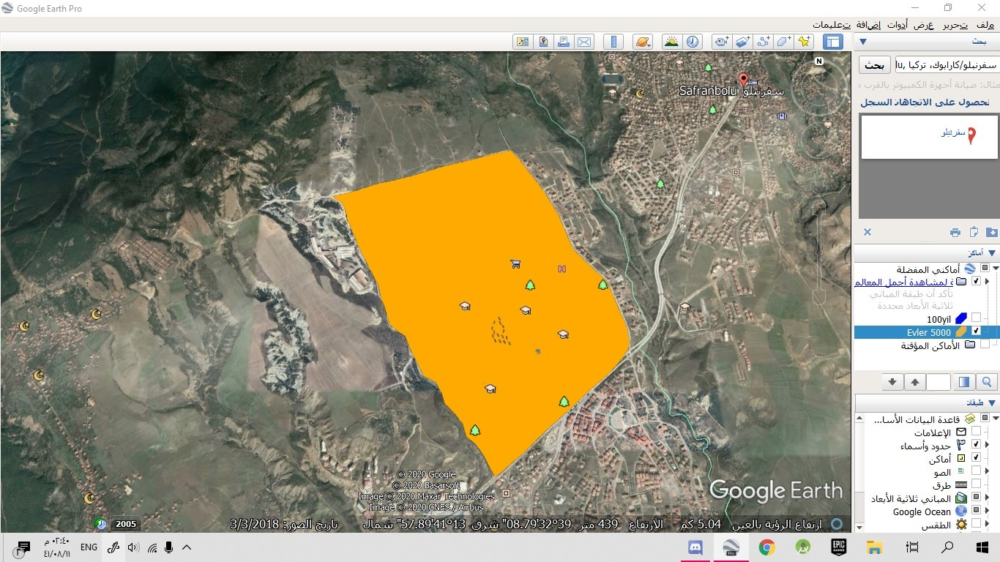 Google Earth Pro
ملف تحرير عرض أدوات إضافة تعليمات
بحث
سفرنبلو/كارابوك، تركيا
بحث
مثال: صيانة أجهزة الكمبيوتر بالقرب
لحصول على الاتجاهات السجل
سفرنبلو
أماكن
أماكني المفضلة
ة لمشاهدة أجمل المعالم
تأكد أن طبقة المباني
ثلاثية الأبعاد محددة
100yil
Evler 5000
الأماكن المؤقتة
طبقات
قاعدة البيانات الأسا...
الإعلامات
حدود وأسماء
أماكن
الصو
طرق
المباني ثلاثية الأبعاد
Google Ocean
الطقس
N
Safranbolu سفرنبلو
H
© 2020 Google
© 2020 Basarsoft
Image © 2020 Maxar Technologies
Image © 2020 CNES / Airbus
Google Earth
2005
تاريخ الصور: 3/3/2018 57.89'41°13" شرق 08.79'32°39" شمال الارتفاع 439 متر ارتفاع الرؤية بالعين 5.04 كم
ENG
٠٢:٤٠ م
٤١/٠٨/١١
EPIC GAMES
Pro